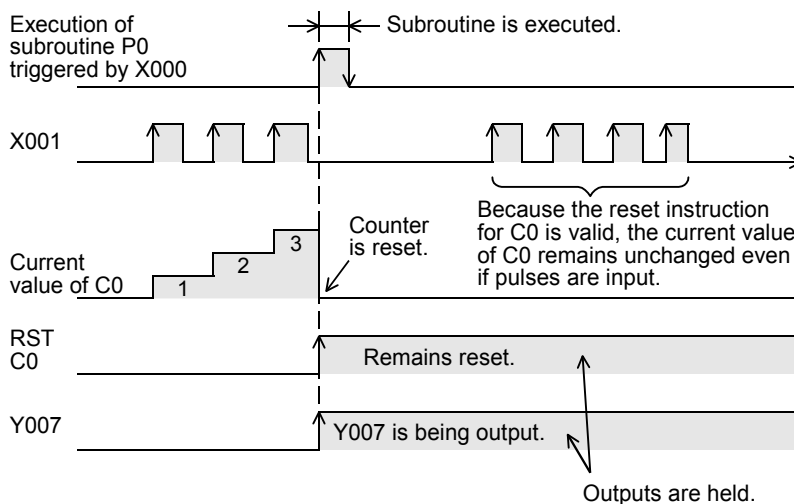 Execution of
subroutine P0
triggered by X000
Subroutine is executed.
X001
Because the reset instruction
for C0 is valid, the current value
of C0 remains unchanged even
if pulses are input.
Counter
is reset.
Current
value of C0
1
2
3
RST
C0
Remains reset.
Y007
Y007 is being output.
Outputs are held.